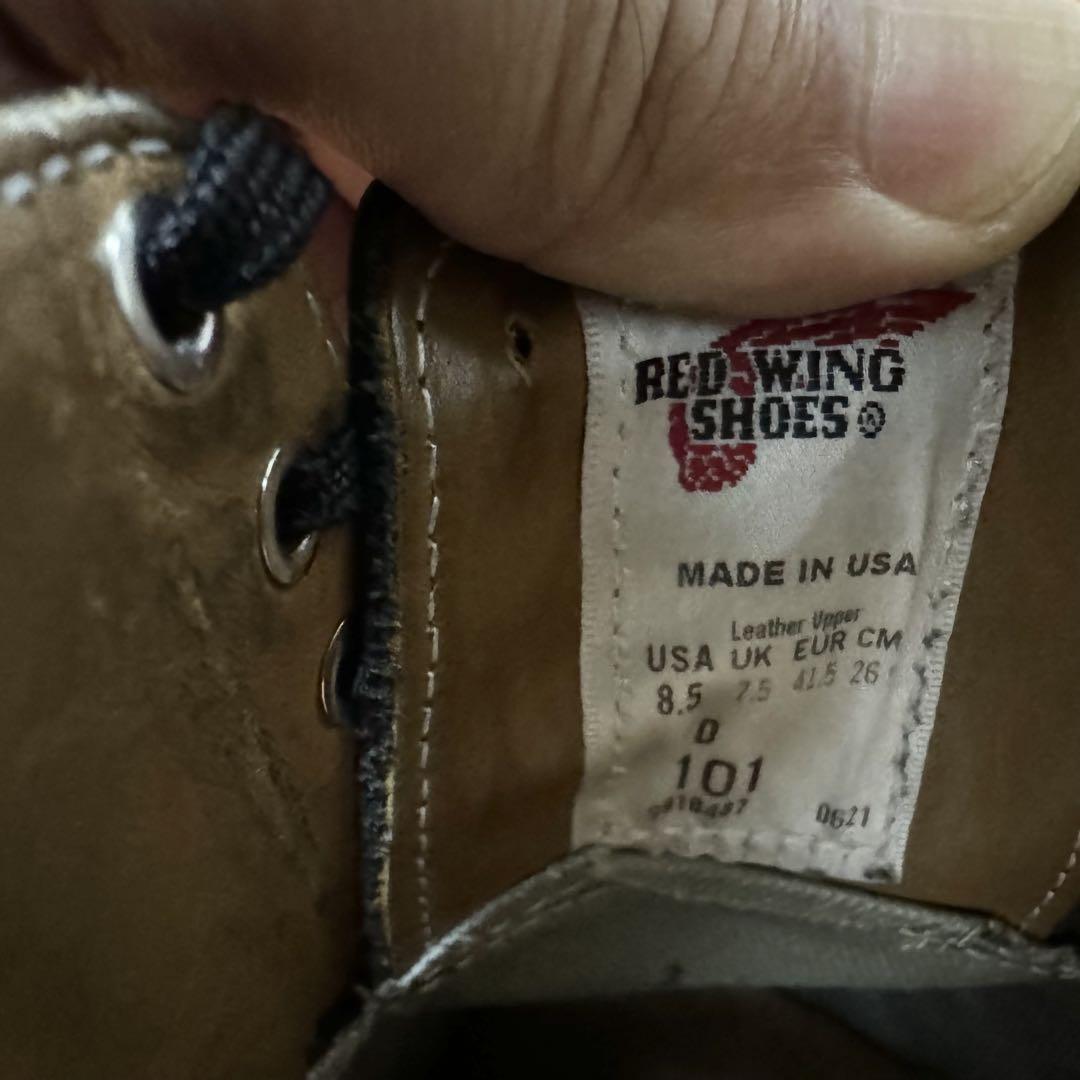 RED WING
SHOES®
MADE IN USA
Leather Upper
USA UK EUR CM
8.5 7.5 41.5 26
D
101
0621